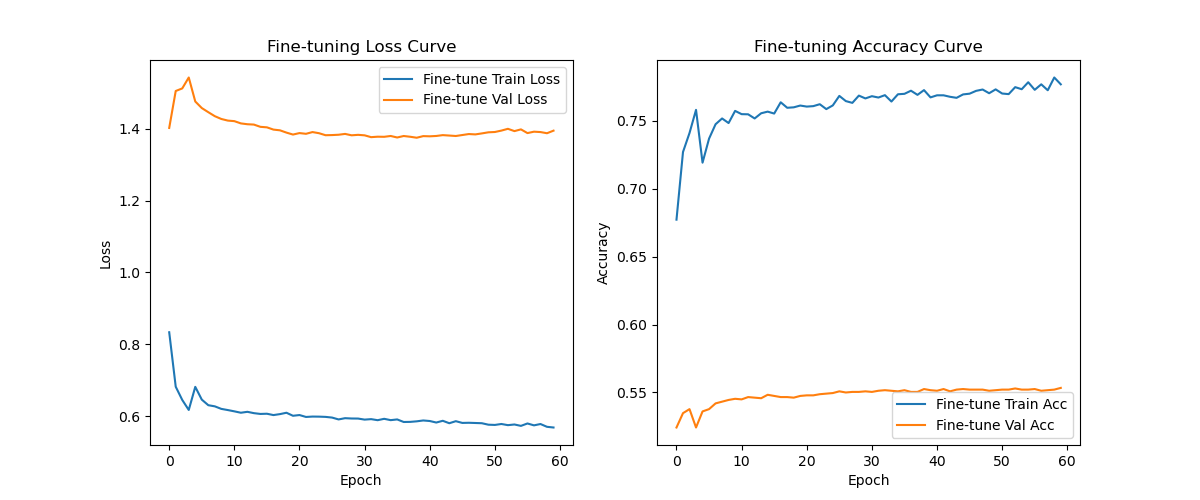 Fine-tuning Loss Curve
Fine-tune Train Loss
Fine-tune Val Loss
1.4
1.2
1.0
0.8
0.6
Loss
0
10
20
30
40
50
60
Epoch
Fine-tuning Accuracy Curve
0.75
0.70
0.65
0.60
0.55
Accuracy
Fine-tune Train Acc
Fine-tune Val Acc
0
10
20
30
40
50
60
Epoch